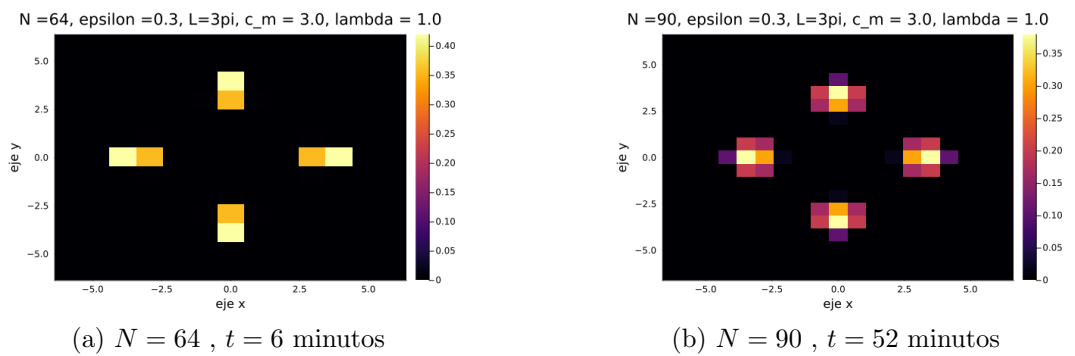 N =64, epsilon =0.3, L=3pi, c_m = 3.0, lambda = 1.0
5.0
2.5
0.0
−2.5
−5.0
eje y
−5.0 −2.5 0.0 2.5 5.0
eje x
0.40
0.35
0.30
0.25
0.20
0.15
0.10
0.05
0
(a) N = 64 , t = 6 minutos
N =90, epsilon =0.3, L=3pi, c_m = 3.0, lambda = 1.0
5.0
2.5
0.0
−2.5
−5.0
eje y
−5.0 −2.5 0.0 2.5 5.0
eje x
0.35
0.30
0.25
0.20
0.15
0.10
0.05
0
(b) N = 90 , t = 52 minutos